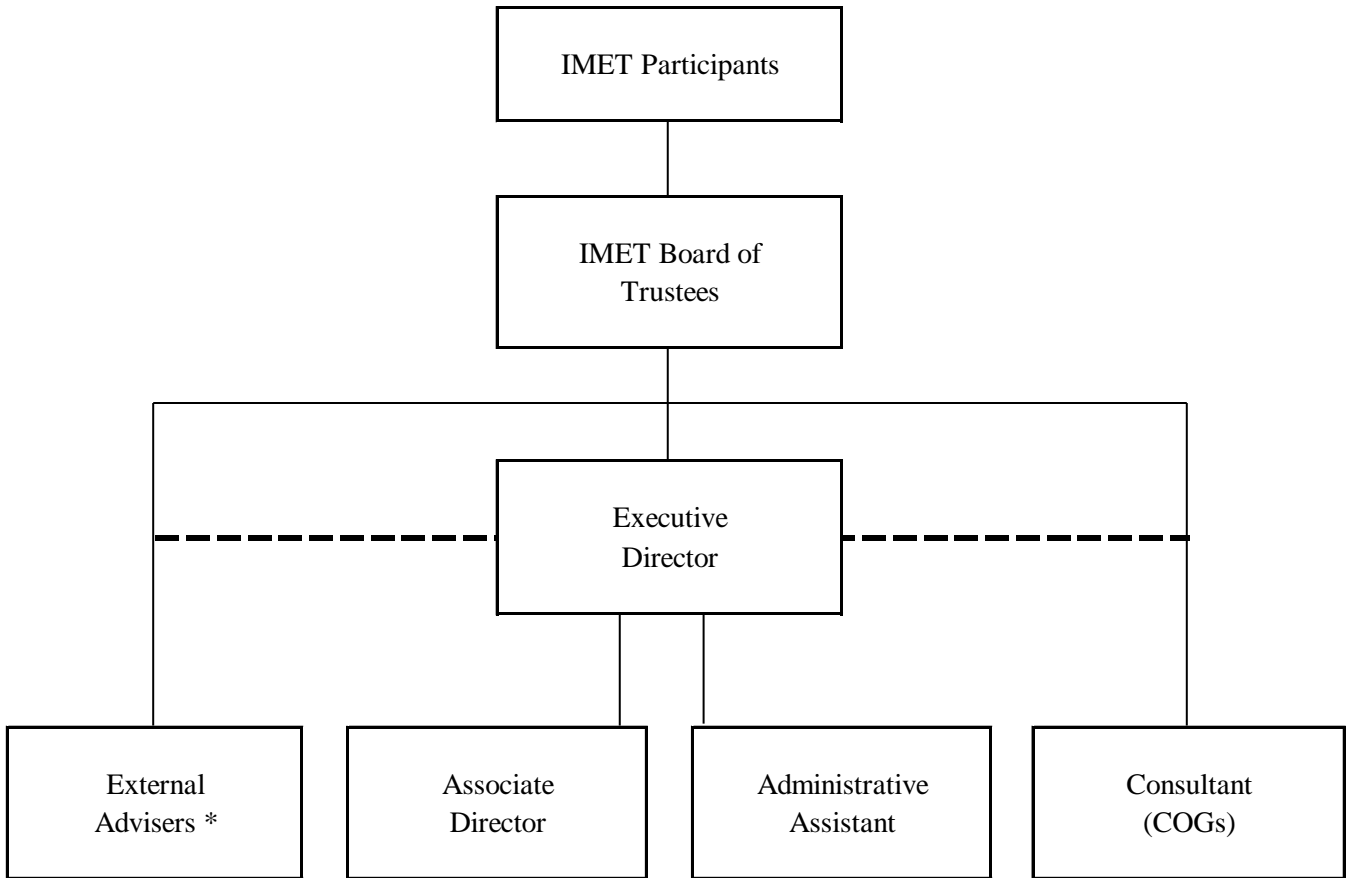 IMET Participants
IMET Board of
Trustees
Executive
Director
External
Advisers *
Associate
Director
Administrative
Assistant
Consultant
(COGs)